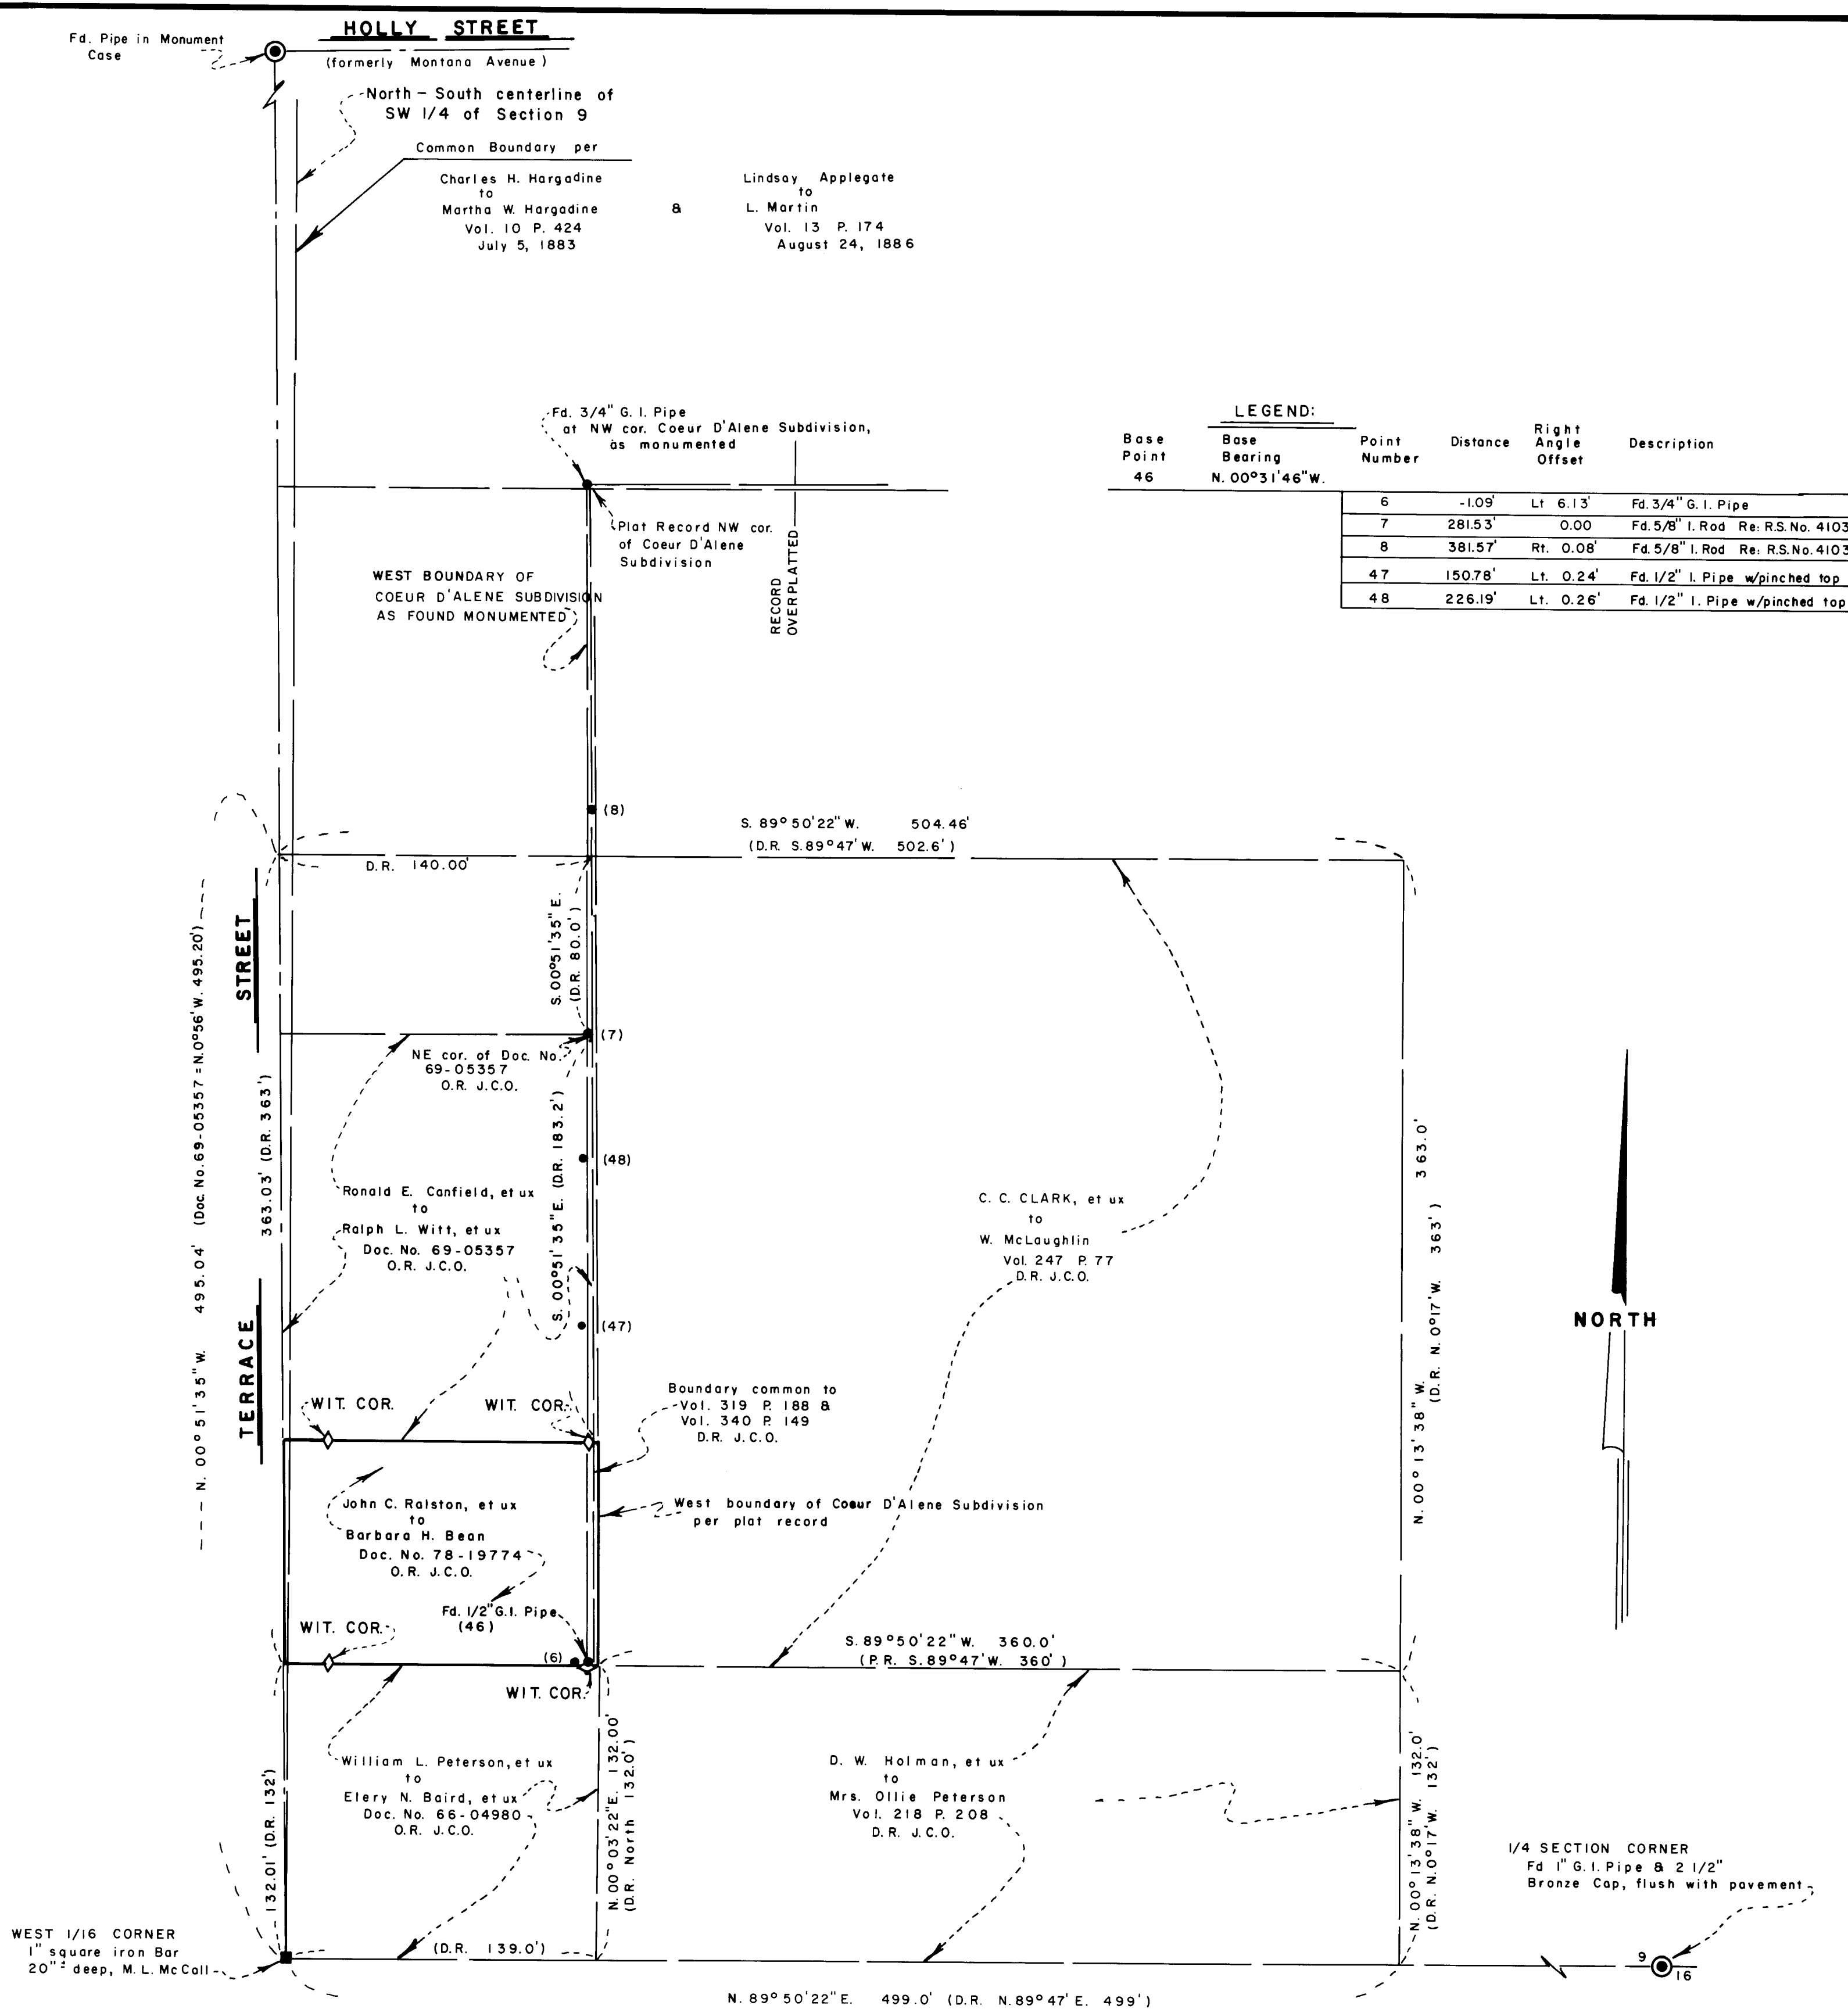 HOLLY STREET
(formerly Montana Avenue)
Fd. Pipe in Monument
Case
North - South centerline of
SW 1/4 of Section 9
Common Boundary per
Charles H. Hargadine
to
Martha W. Hargadine
Vol. 10 P. 424
July 5, 1883
&
Lindsay Applegate
to
L. Martin
Vol. 13 P. 174
August 24, 1886
Fd. 3/4" G. I. Pipe
at NW cor. Coeur D'Alene Subdivision,
as monumented
Plat Record NW cor.
of Coeur D'Alene
Subdivision
RECORD
OVERPLATTED
WEST BOUNDARY OF
COEUR D'ALENE SUBDIVISION
AS FOUND MONUMENTED
LEGEND:
Base Point Base Bearing Point Number Distance Right Angle Offset Description
46 N. 00°31'46"W.
6 -1.09' Lt 6.13' Fd. 3/4" G. I. Pipe
7 281.53' 0.00 Fd. 5/8" I. Rod Re: R.S. No. 4103
8 381.57' Rt. 0.08' Fd. 5/8" I. Rod Re: R.S. No. 4103
47 150.78' Lt. 0.24' Fd. 1/2" I. Pipe w/pinched top
48 226.19' Lt. 0.26' Fd. 1/2" I. Pipe w/pinched top
(8)
S. 89°50'22"W. 504.46'
(D.R. S.89°47'W. 502.6')
D.R. 140.00'
S. 00°51'35"E.
(D.R. 80.0')
(7)
NE cor. of Doc. No.
69-05357
O.R. J.C.O.
STREET
TERRACE
N. 00°51'35"W. 495.04' (Doc. No. 69-05357 = N.0°56'W. 495.20')
363.03' (D.R. 363')
S. 00°51'35"E. (D.R. 183.2')
(48)
Ronald E. Canfield, et ux
to
Ralph L. Witt, et ux
Doc. No. 69-05357
O.R. J.C.O.
(47)
C. C. CLARK, et ux
to
W. McLaughlin
Vol. 247 P. 77
D.R. J.C.O.
N. 00°13'38"W. 363.0'
(D.R. N. 0°17'W. 363')
NORTH
WIT. COR.
WIT. COR.
Boundary common to
Vol. 319 P. 188 &
Vol. 340 P. 149
D.R. J.C.O.
John C. Ralston, et ux
to
Barbara H. Bean
Doc. No. 78-19774
O.R. J.C.O.
West boundary of Coeur D'Alene Subdivision
per plat record
Fd. 1/2" G.I. Pipe
(46)
WIT. COR.
(6)
WIT. COR.
S. 89°50'22"W. 360.0'
(P.R. S.89°47'W. 360')
William L. Peterson, et ux
to
Elery N. Baird, et ux
Doc. No. 66-04980
O.R. J.C.O.
132.01' (D.R. 132')
N. 00°03'22"E. 132.00'
(D.R. North 132.0')
D. W. Holman, et ux
to
Mrs. Ollie Peterson
Vol. 218 P. 208
D.R. J.C.O.
N. 00°13'38"W. 132.0'
(D.R. N.0°17'W. 132')
1/4 SECTION CORNER
Fd 1" G.I. Pipe & 2 1/2"
Bronze Cap, flush with pavement
9
16
WEST 1/16 CORNER
1" square iron Bar
20"± deep, M. L. McCall
(D.R. 139.0')
N. 89°50'22"E. 499.0' (D.R. N.89°47'E. 499')